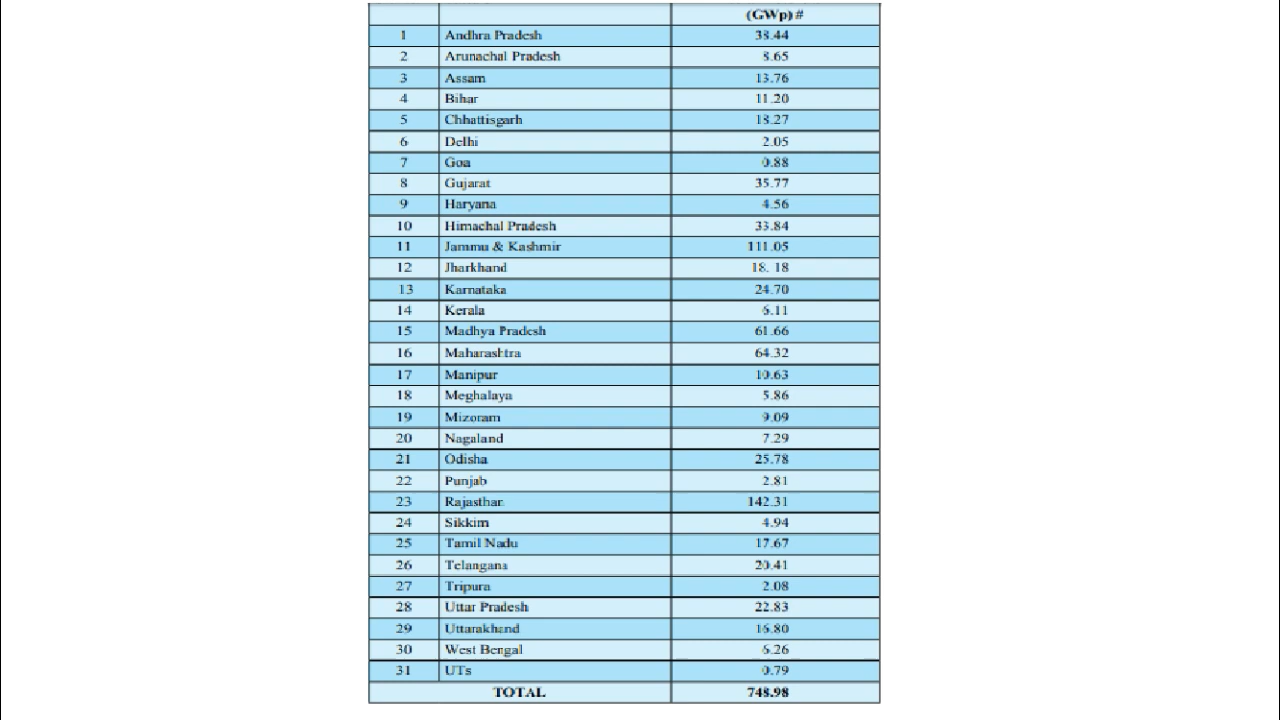 (GWp) #
1 Andhra Pradesh 38.44
2 Arunachal Pradesh 8.65
3 Assam 13.76
4 Bihar 11.20
5 Chhattisgarh 18.27
6 Delhi 2.05
7 Goa 0.88
8 Gujarat 35.77
9 Haryana 4.56
10 Himachal Pradesh 33.84
11 Jammu & Kashmir 111.05
12 Jharkhand 18. 18
13 Karnataka 24.70
14 Kerala 6.11
15 Madhya Pradesh 61.66
16 Maharashtra 64.32
17 Manipur 10.63
18 Meghalaya 5.86
19 Mizoram 9.09
20 Nagaland 7.29
21 Odisha 25.78
22 Punjab 2.81
23 Rajasthan 142.31
24 Sikkim 4.94
25 Tamil Nadu 17.67
26 Telangana 20.41
27 Tripura 2.08
28 Uttar Pradesh 22.83
29 Uttarakhand 16.80
30 West Bengal 6.26
31 UTs 0.79
TOTAL 748.98